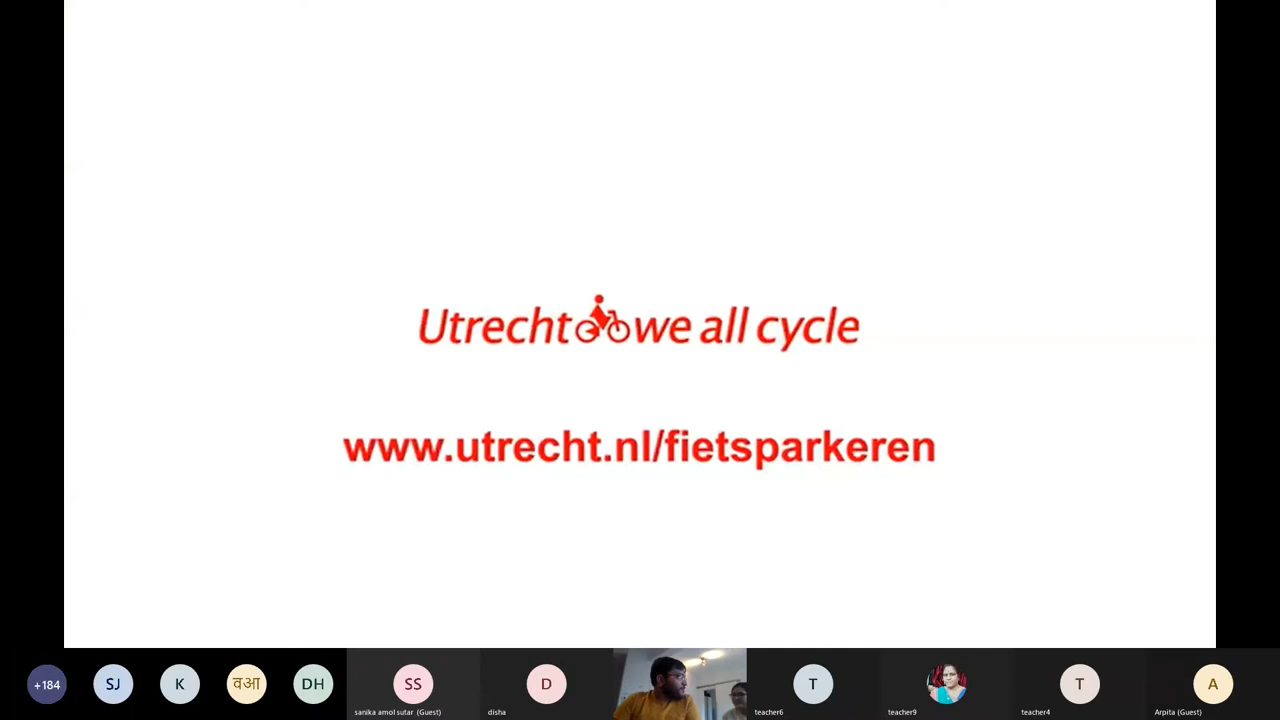 Utrecht we all cycle
www.utrecht.nl/fietsparkeren
+184
SJ
K
वआ
DH
SS
D
T
T
A
sanika amol sutar (Guest)
disha
teacher6
teacher9
teacher4
Arpita (Guest)